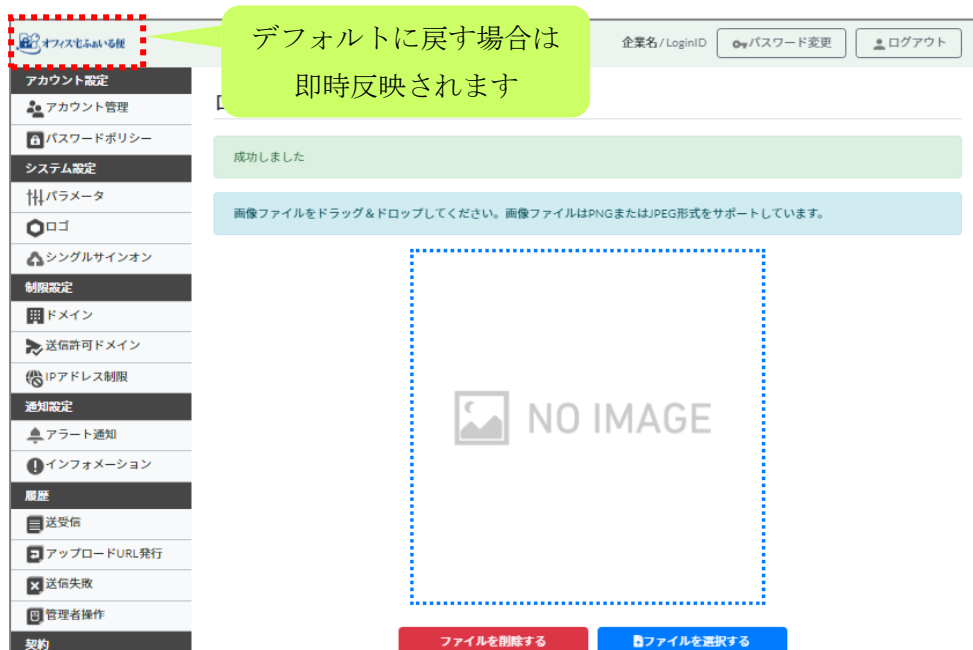 オフィスでふぁいる便
デフォルトに戻す場合は
即時反映されます
企業名/LoginID
パスワード変更
ログアウト
アカウント設定
アカウント管理
パスワードポリシー
システム設定
パラメータ
ロゴ
シングルサインオン
制限設定
ドメイン
送信許可ドメイン
IPアドレス制限
通知設定
アラート通知
インフォメーション
履歴
送受信
アップロードURL発行
送信失敗
管理者操作
契約
成功しました
画像ファイルをドラッグ&ドロップしてください。画像ファイルはPNGまたはJPEG形式をサポートしています。
NO IMAGE
ファイルを削除する
ファイルを選択する